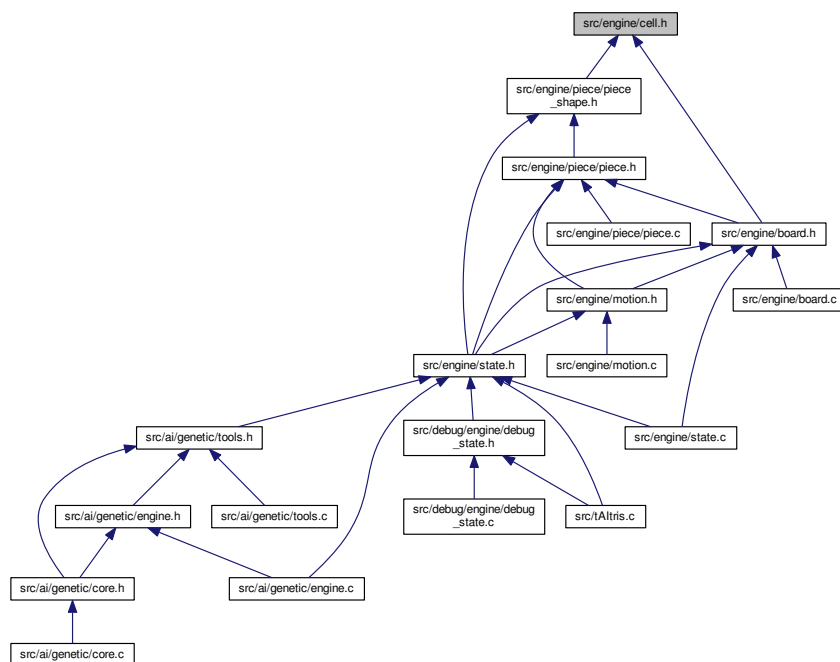 src/engine/cell.h
src/engine/piece/piece
_shape.h
src/engine/piece/piece.h
src/engine/piece/piece.c
src/engine/board.h
src/engine/motion.h
src/engine/board.c
src/engine/state.h
src/engine/motion.c
src/ai/genetic/tools.h
src/debug/engine/debug
_state.h
src/engine/state.c
src/ai/genetic/engine.h
src/ai/genetic/tools.c
src/debug/engine/debug
_state.c
src/tAItris.c
src/ai/genetic/core.h
src/ai/genetic/engine.c
src/ai/genetic/core.c